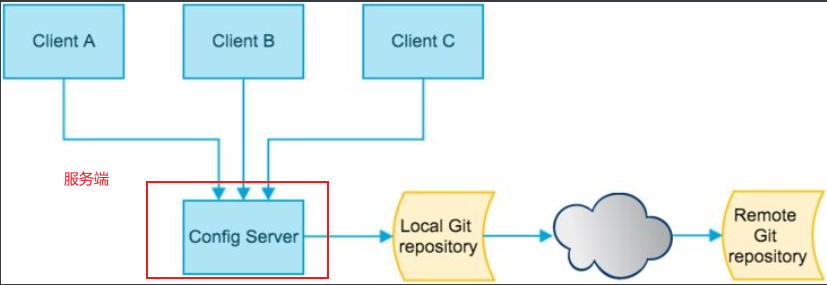 Client A
Client B
Client C
服务端
Config Server
Local Git
repository
Remote
Git
repository